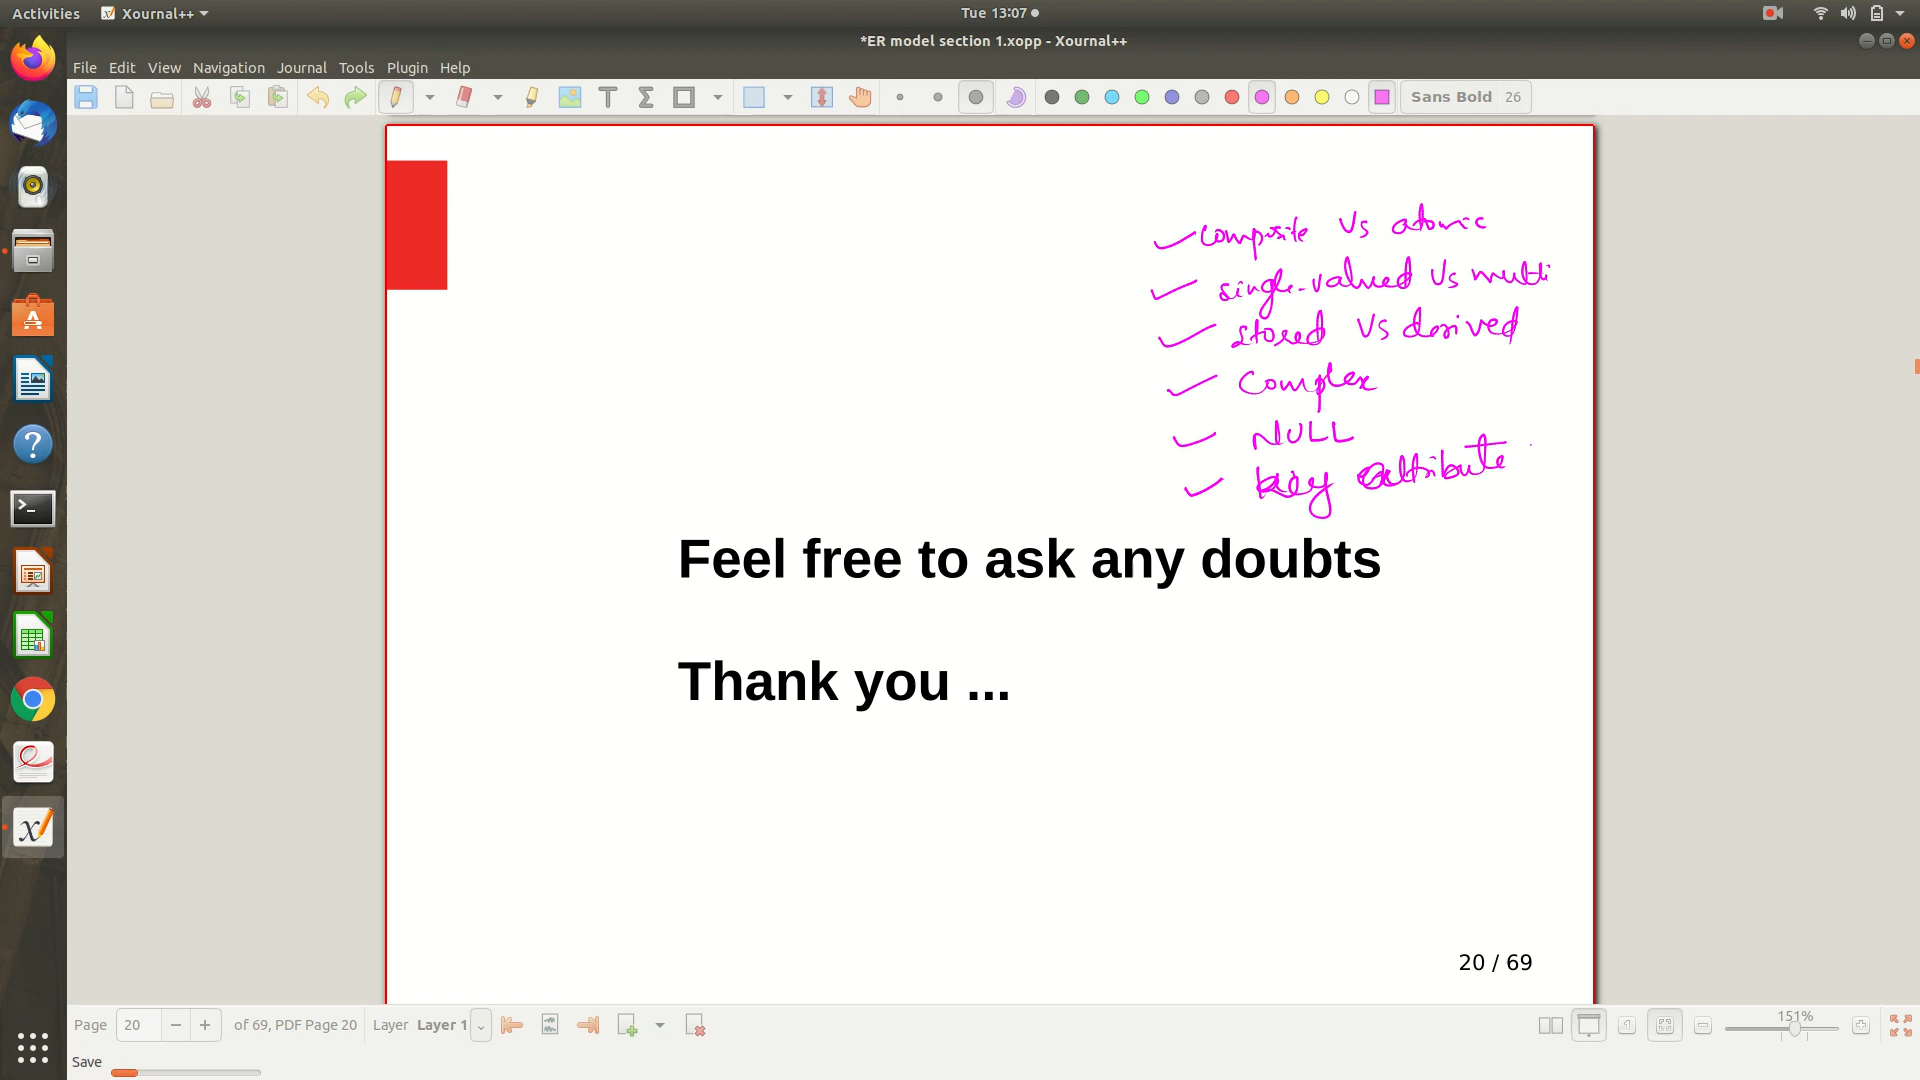 Activities Xournal++ Tue 13:07
*ER model section 1.xopp - Xournal++
File Edit View Navigation Journal Tools Plugin Help
Sans Bold 26
composite Vs atomic
single-valued Vs multi
stored Vs derived
Complex
NULL
key attribute
Feel free to ask any doubts
Thank you ...
20 / 69
Page 20 of 69, PDF Page 20 Layer Layer 1 151%
Save